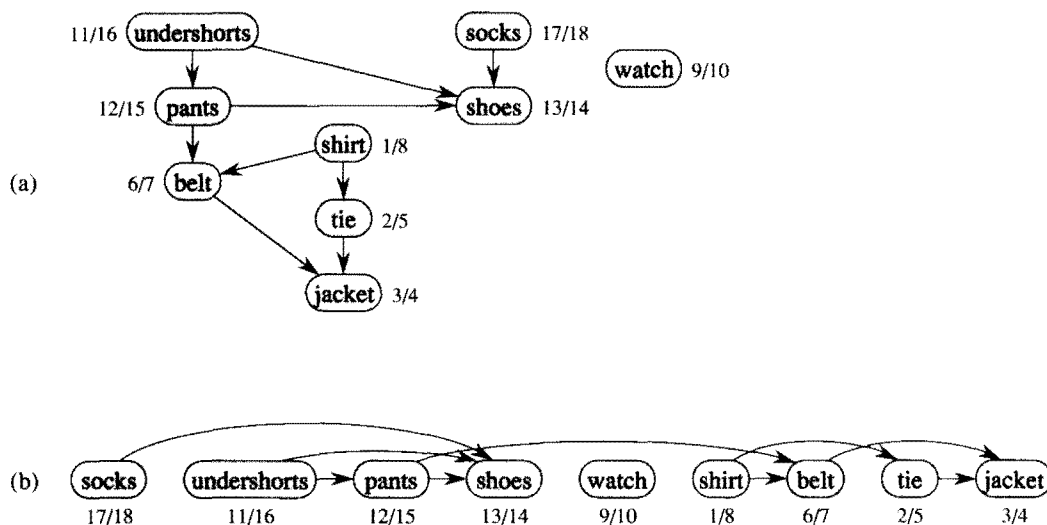 11/16 undershorts socks 17/18
watch 9/10
12/15 pants shoes 13/14
shirt 1/8
(a) 6/7 belt
tie 2/5
jacket 3/4
(b) socks undershorts pants shoes watch shirt belt tie jacket
17/18 11/16 12/15 13/14 9/10 1/8 6/7 2/5 3/4